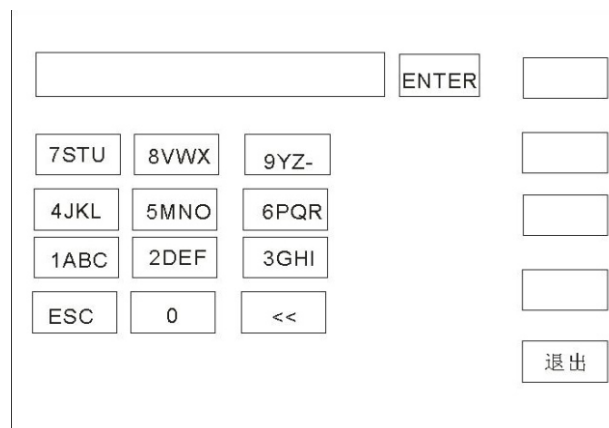 ENTER
7STU 8VWX 9YZ-
4JKL 5MNO 6PQR
1ABC 2DEF 3GHI
ESC 0 <<
退出